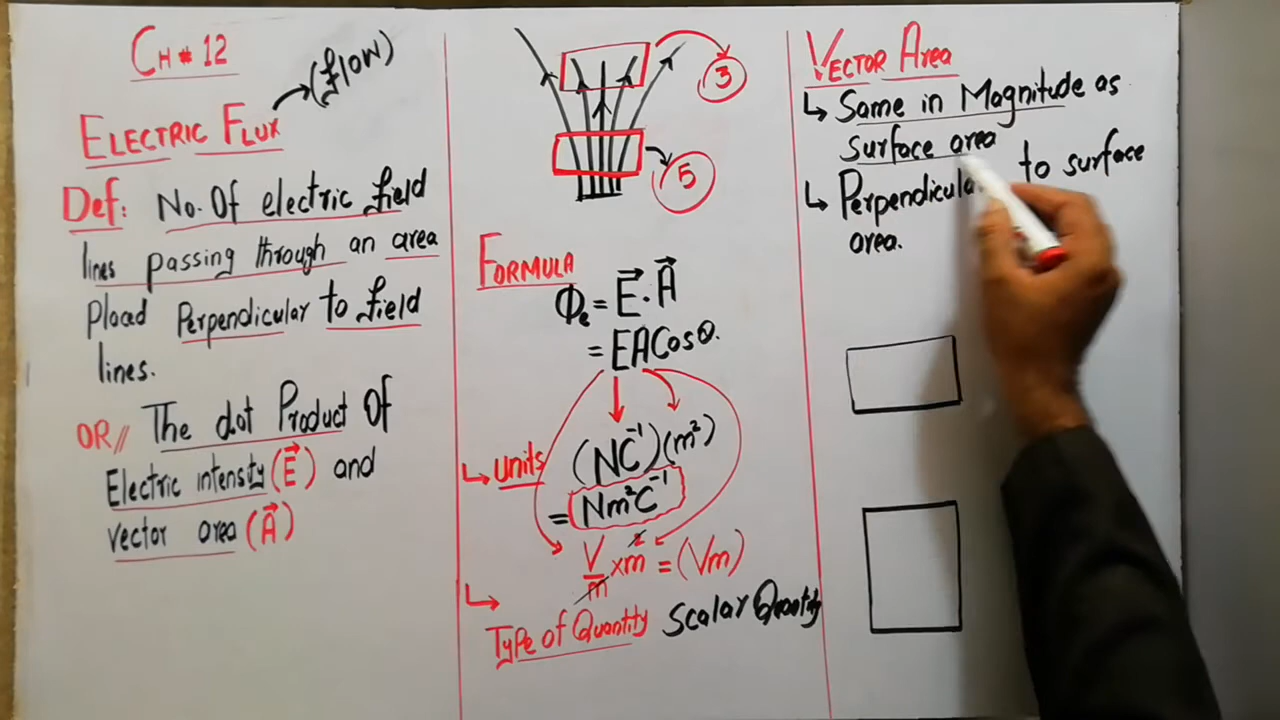 CH # 12
(flow)
ELECTRIC FLUX
Def: No. Of electric field
lines passing through an area
placd Perpendicular to field
lines.
OR// The dot Product Of
Electric intensity (E⃗) and
vector area (A⃗)
3
5
FORMULA
Φe = E⃗ . A⃗
= EACosθ.
↳ units (NC⁻¹)(m²)
= Nm²C⁻¹
V/m × m² = (Vm)
↳ Type of Quantity Scalar Quantity
VECTOR Area
↳ Same in Magnitude as
surface area
↳ to surface
area.